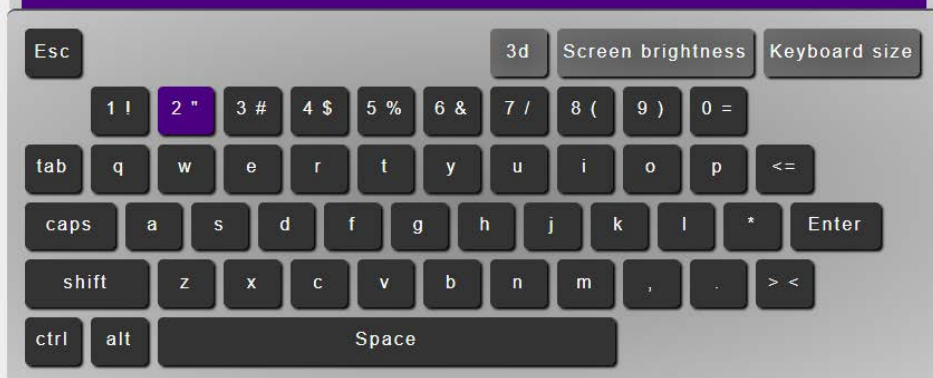 Esc 3d Screen brightness Keyboard size
1 ! 2 " 3 # 4 $ 5 % 6 & 7 / 8 ( 9 ) 0 =
tab q w e r t y u i o p <=
caps a s d f g h j k l * Enter
shift z x c v b n m , . > <
ctrl alt Space